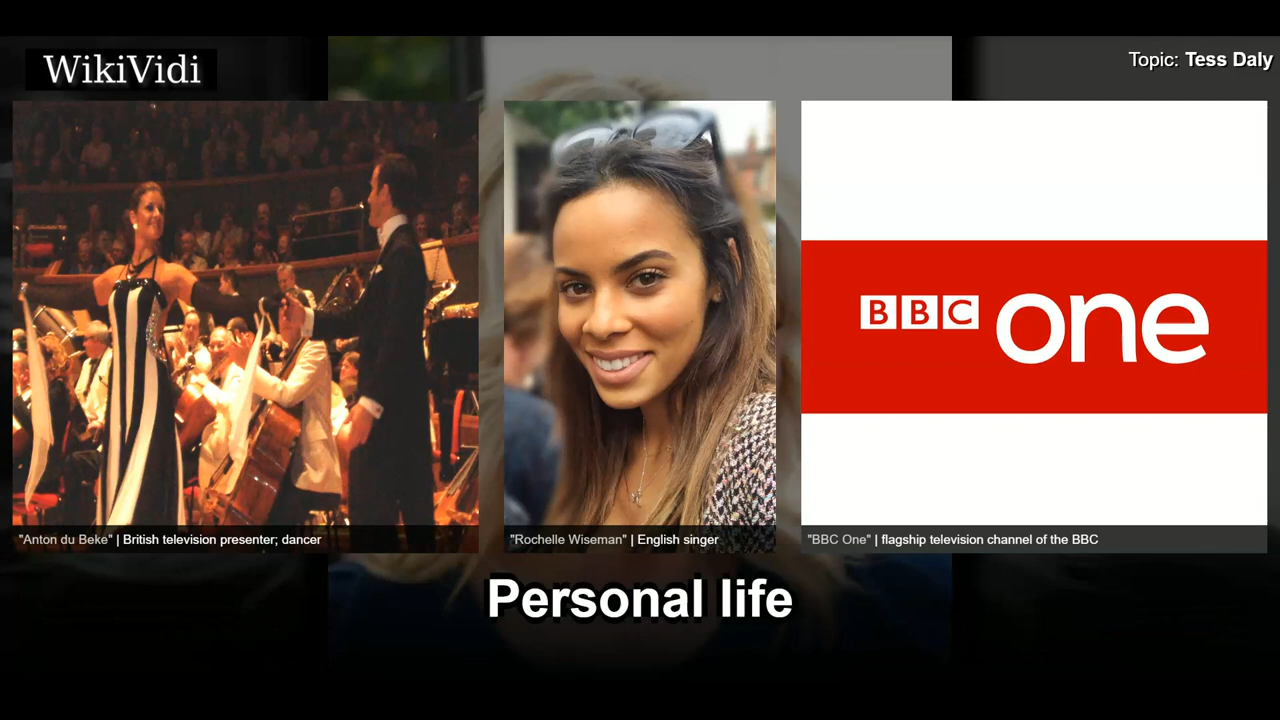 WikiVidi
Topic: Tess Daly
BBC one
"Anton du Beke" | British television presenter; dancer
"Rochelle Wiseman" | English singer
"BBC One" | flagship television channel of the BBC
Personal life